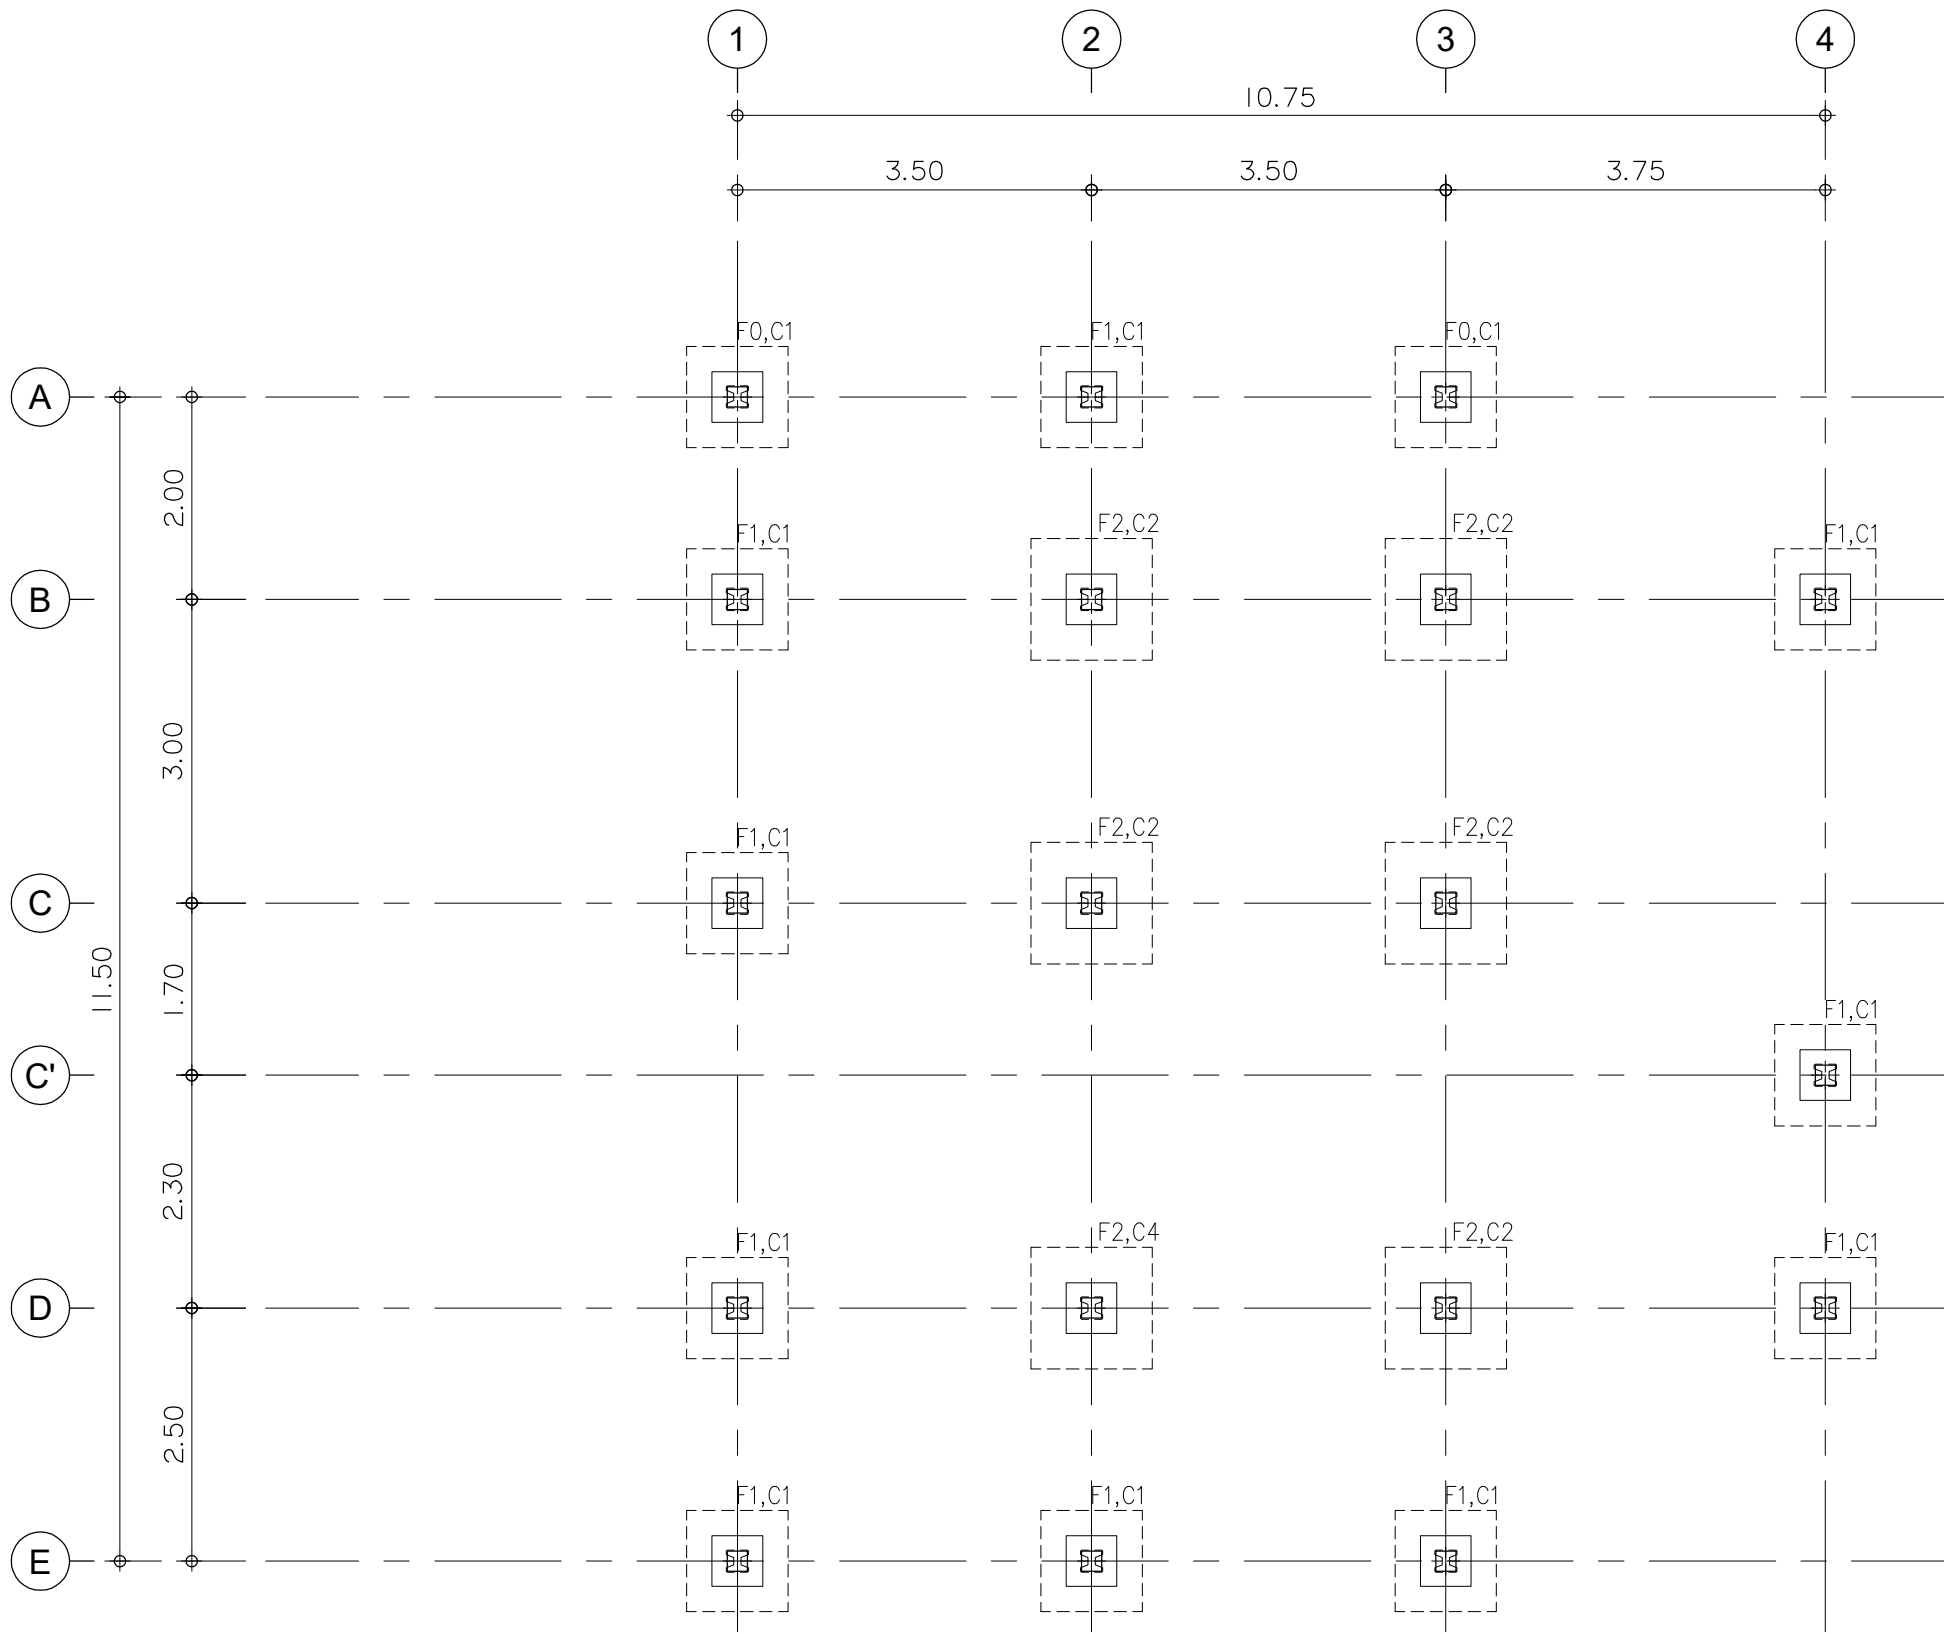 1 2 3 4
10.75
3.50 3.50 3.75
F0,C1 F1,C1 F0,C1
A
2.00
F1,C1 F2,C2 F2,C2 F1,C1
B
3.00
F1,C1 F2,C2 F2,C2
C
11.50
1.70
F1,C1
C'
2.30
F1,C1 F2,C4 F2,C2 F1,C1
D
2.50
F1,C1 F1,C1 F1,C1
E